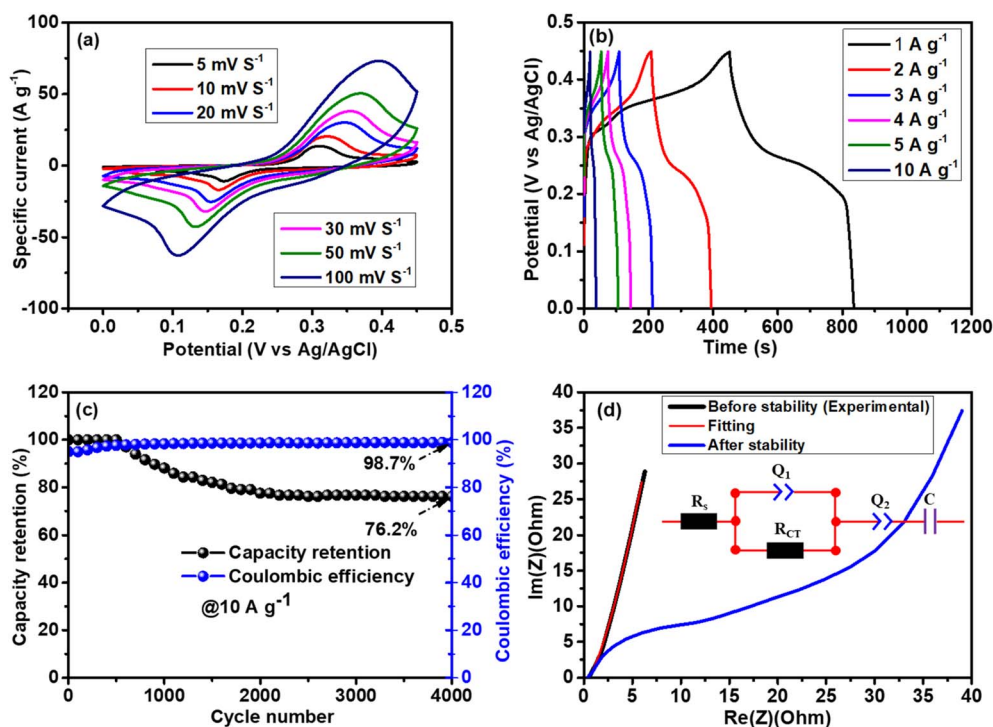 (a)
100
50
0
-50
-100
Specific current (A g⁻¹)
5 mV S⁻¹
10 mV S⁻¹
20 mV S⁻¹
30 mV S⁻¹
50 mV S⁻¹
100 mV S⁻¹
0.0 0.1 0.2 0.3 0.4 0.5
Potential (V vs Ag/AgCl)
(b)
0.5
0.4
0.3
0.2
0.1
0.0
Potential (V vs Ag/AgCl)
1 A g⁻¹
2 A g⁻¹
3 A g⁻¹
4 A g⁻¹
5 A g⁻¹
10 A g⁻¹
0 200 400 600 800 1000 1200
Time (s)
(c)
120
100
80
60
40
20
0
Capacity retention (%)
98.7%
76.2%
Capacity retention
Coulombic efficiency
@10 A g⁻¹
120
100
80
60
40
20
0
Coulombic efficiency (%)
0 1000 2000 3000 4000
Cycle number
(d)
40
35
30
25
20
15
10
5
0
Im(Z)(Ohm)
Before stability (Experimental)
Fitting
After stability
Rs
Q1
RCT
Q2
C
0 5 10 15 20 25 30 35 40
Re(Z)(Ohm)